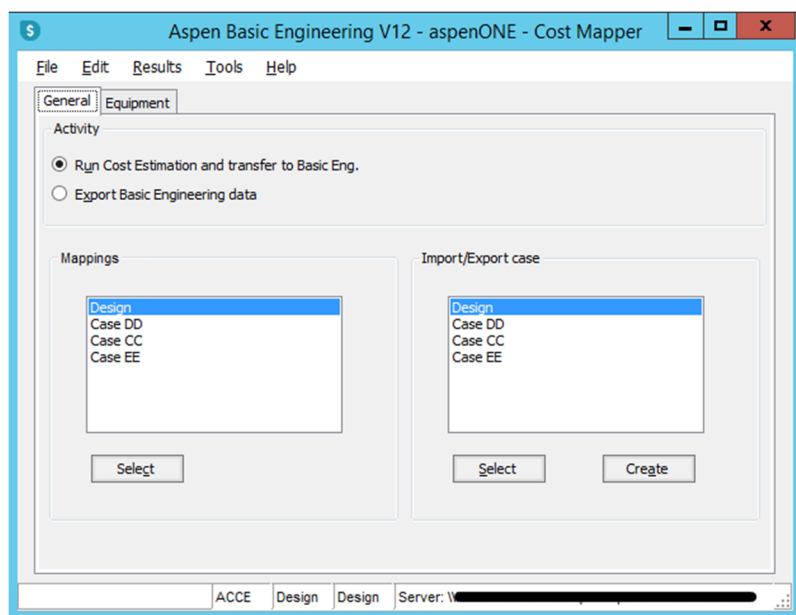 S
Aspen Basic Engineering V12 - aspenONE - Cost Mapper
File Edit Results Tools Help
General Equipment
Activity
Run Cost Estimation and transfer to Basic Eng.
Export Basic Engineering data
Mappings
Design
Case DD
Case CC
Case EE
Select
Import/Export case
Design
Case DD
Case CC
Case EE
Select Create
ACCE Design Design Server: \